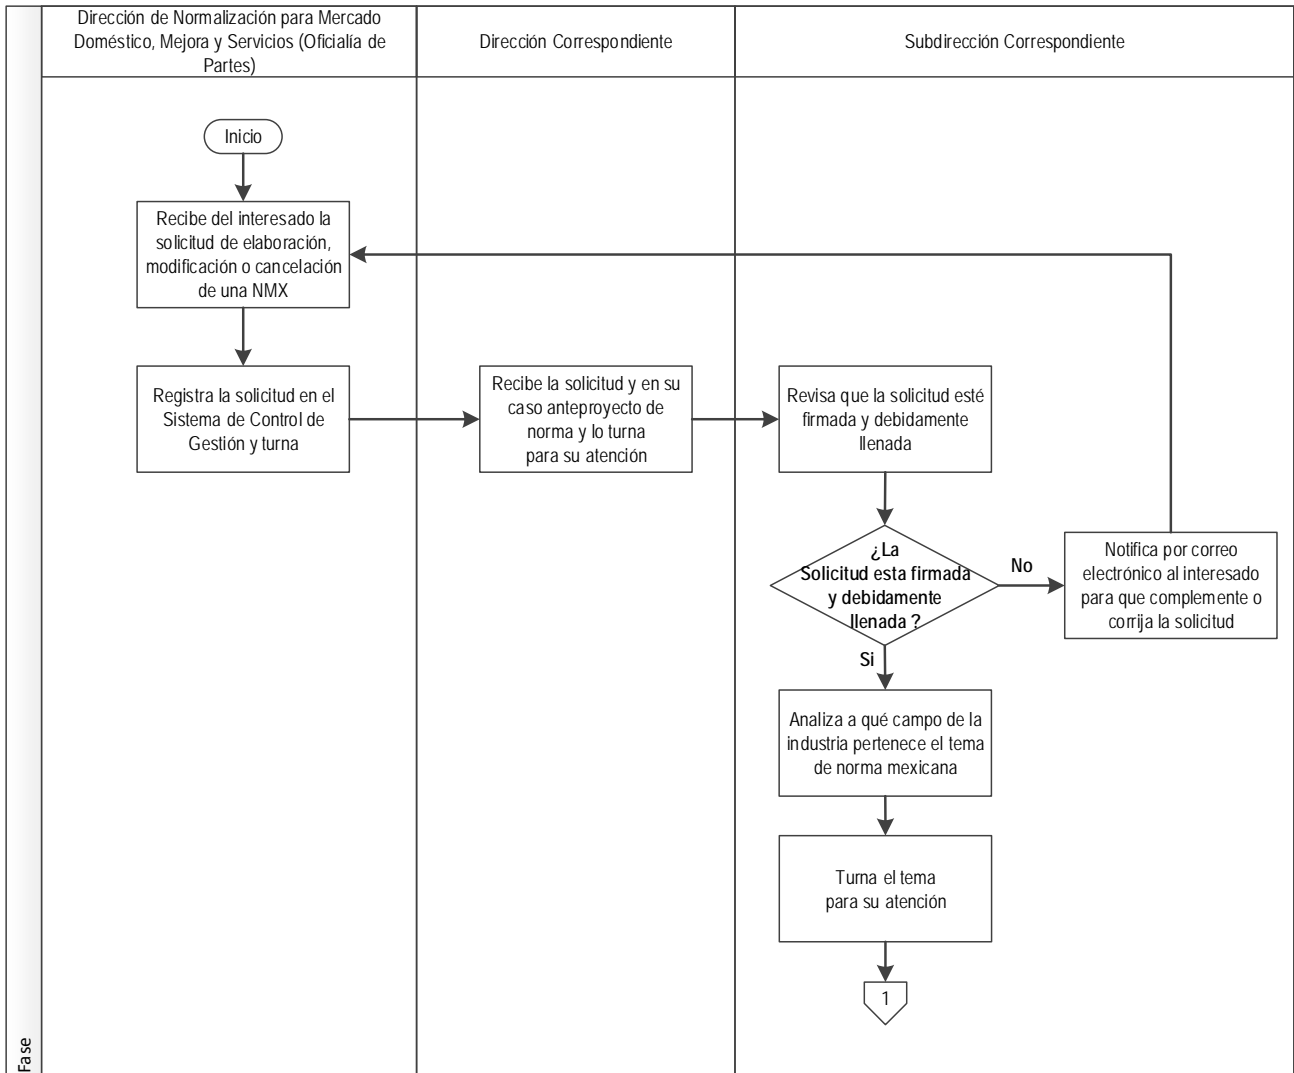 Dirección de Normalización para Mercado
Doméstico, Mejora y Servicios (Oficialía de
Partes)
Dirección Correspondiente
Subdirección Correspondiente
Inicio
Recibe del interesado la
solicitud de elaboración,
modificación o cancelación
de una NMX
Registra la solicitud en el
Sistema de Control de
Gestión y turna
Recibe la solicitud y en su
caso anteproyecto de
norma y lo turna
para su atención
Revisa que la solicitud esté
firmada y debidamente
llenada
¿La
Solicitud esta firmada
y debidamente
llenada ?
No
Notifica por correo
electrónico al interesado
para que complemente o
corrija la solicitud
Si
Analiza a qué campo de la
industria pertenece el tema
de norma mexicana
Turna el tema
para su atención
1
Fase